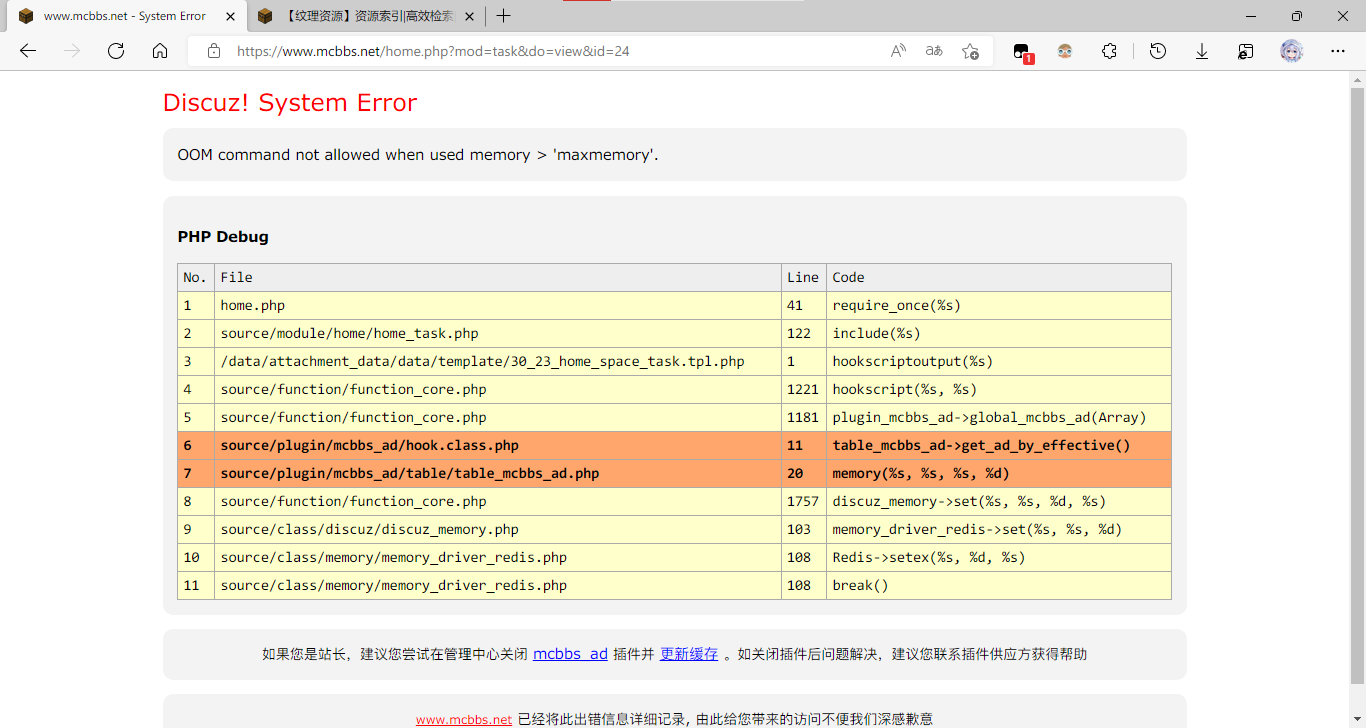 www.mcbbs.net - System Error
【纹理资源】资源索引|高效检索
https://www.mcbbs.net/home.php?mod=task&do=view&id=24
1
Discuz! System Error
OOM command not allowed when used memory > 'maxmemory'.
PHP Debug
No. File Line Code
1 home.php 41 require_once(%s)
2 source/module/home/home_task.php 122 include(%s)
3 /data/attachment_data/data/template/30_23_home_space_task.tpl.php 1 hookscriptoutput(%s)
4 source/function/function_core.php 1221 hookscript(%s, %s)
5 source/function/function_core.php 1181 plugin_mcbbs_ad->global_mcbbs_ad(Array)
6 source/plugin/mcbbs_ad/hook.class.php 11 table_mcbbs_ad->get_ad_by_effective()
7 source/plugin/mcbbs_ad/table/table_mcbbs_ad.php 20 memory(%s, %s, %s, %d)
8 source/function/function_core.php 1757 discuz_memory->set(%s, %s, %d, %s)
9 source/class/discuz/discuz_memory.php 103 memory_driver_redis->set(%s, %s, %d)
10 source/class/memory/memory_driver_redis.php 108 Redis->setex(%s, %d, %s)
11 source/class/memory/memory_driver_redis.php 108 break()
如果您是站长，建议您尝试在管理中心关闭 mcbbs_ad 插件并 更新缓存 。如关闭插件后问题解决，建议您联系插件供应方获得帮助
www.mcbbs.net 已经将此出错信息详细记录, 由此给您带来的访问不便我们深感歉意